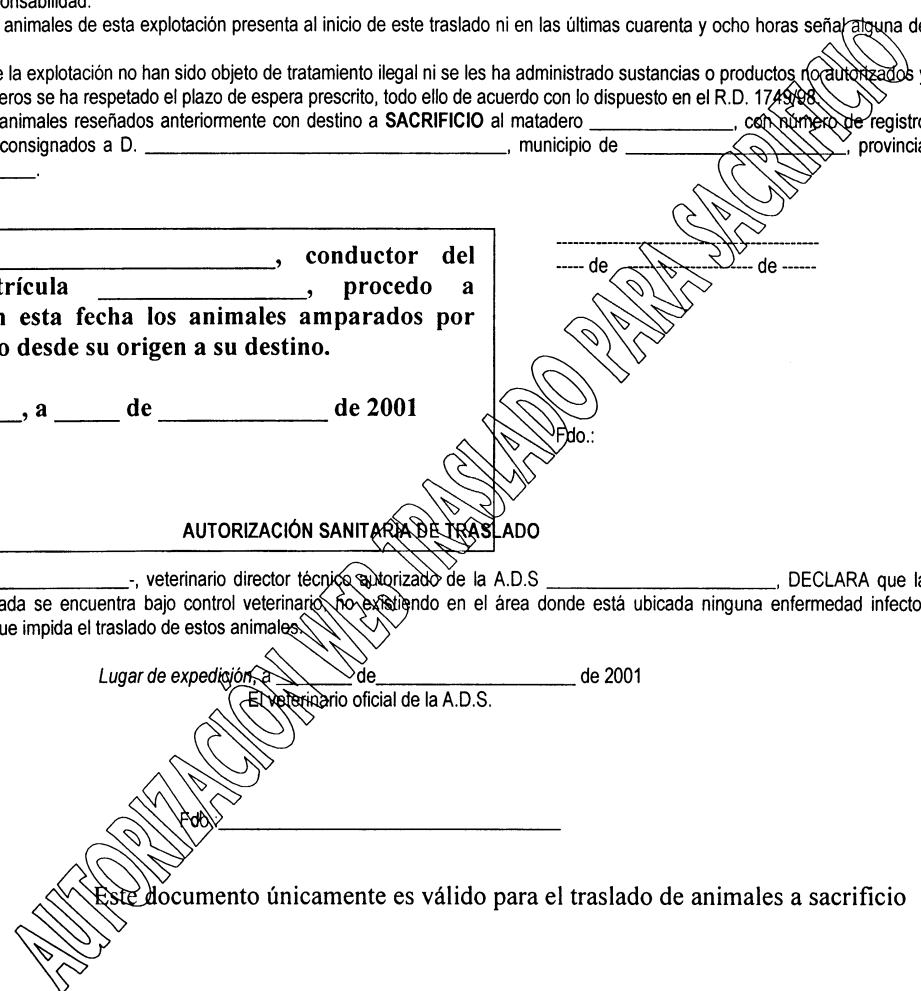 onsabilidad.
animales de esta explotación presenta al inicio de este traslado ni en las últimas cuarenta y ocho horas señal alguna de
e la explotación no han sido objeto de tratamiento ilegal ni se les ha administrado sustancias o productos no autorizados y
eros se ha respetado el plazo de espera prescrito, todo ello de acuerdo con lo dispuesto en el R.D. 1749/98.
animales reseñados anteriormente con destino a SACRIFICIO al matadero ____________, con número de registro
consignados a D. ______________________________, municipio de __________________, provincia
____.
______________________, conductor del
trícula ________________, procedo a
n esta fecha los animales amparados por
o desde su origen a su destino.
__, a _____ de _____________ de 2001
--------------------------------------------
----- de --------------------- de ------
Fdo.:
AUTORIZACIÓN SANITARIA DE TRASLADO
___________-, veterinario director técnico autorizado de la A.D.S ___________________, DECLARA que la
ada se encuentra bajo control veterinario, no existiendo en el área donde está ubicada ninguna enfermedad infecto
ue impida el traslado de estos animales.
Lugar de expedición, a ______ de_________________ de 2001
El veterinario oficial de la A.D.S.
Fdo.: ____________________________
Este documento únicamente es válido para el traslado de animales a sacrificio
AUTORIZACIÓN WEB TRASLADO PARA SACRIFICIO